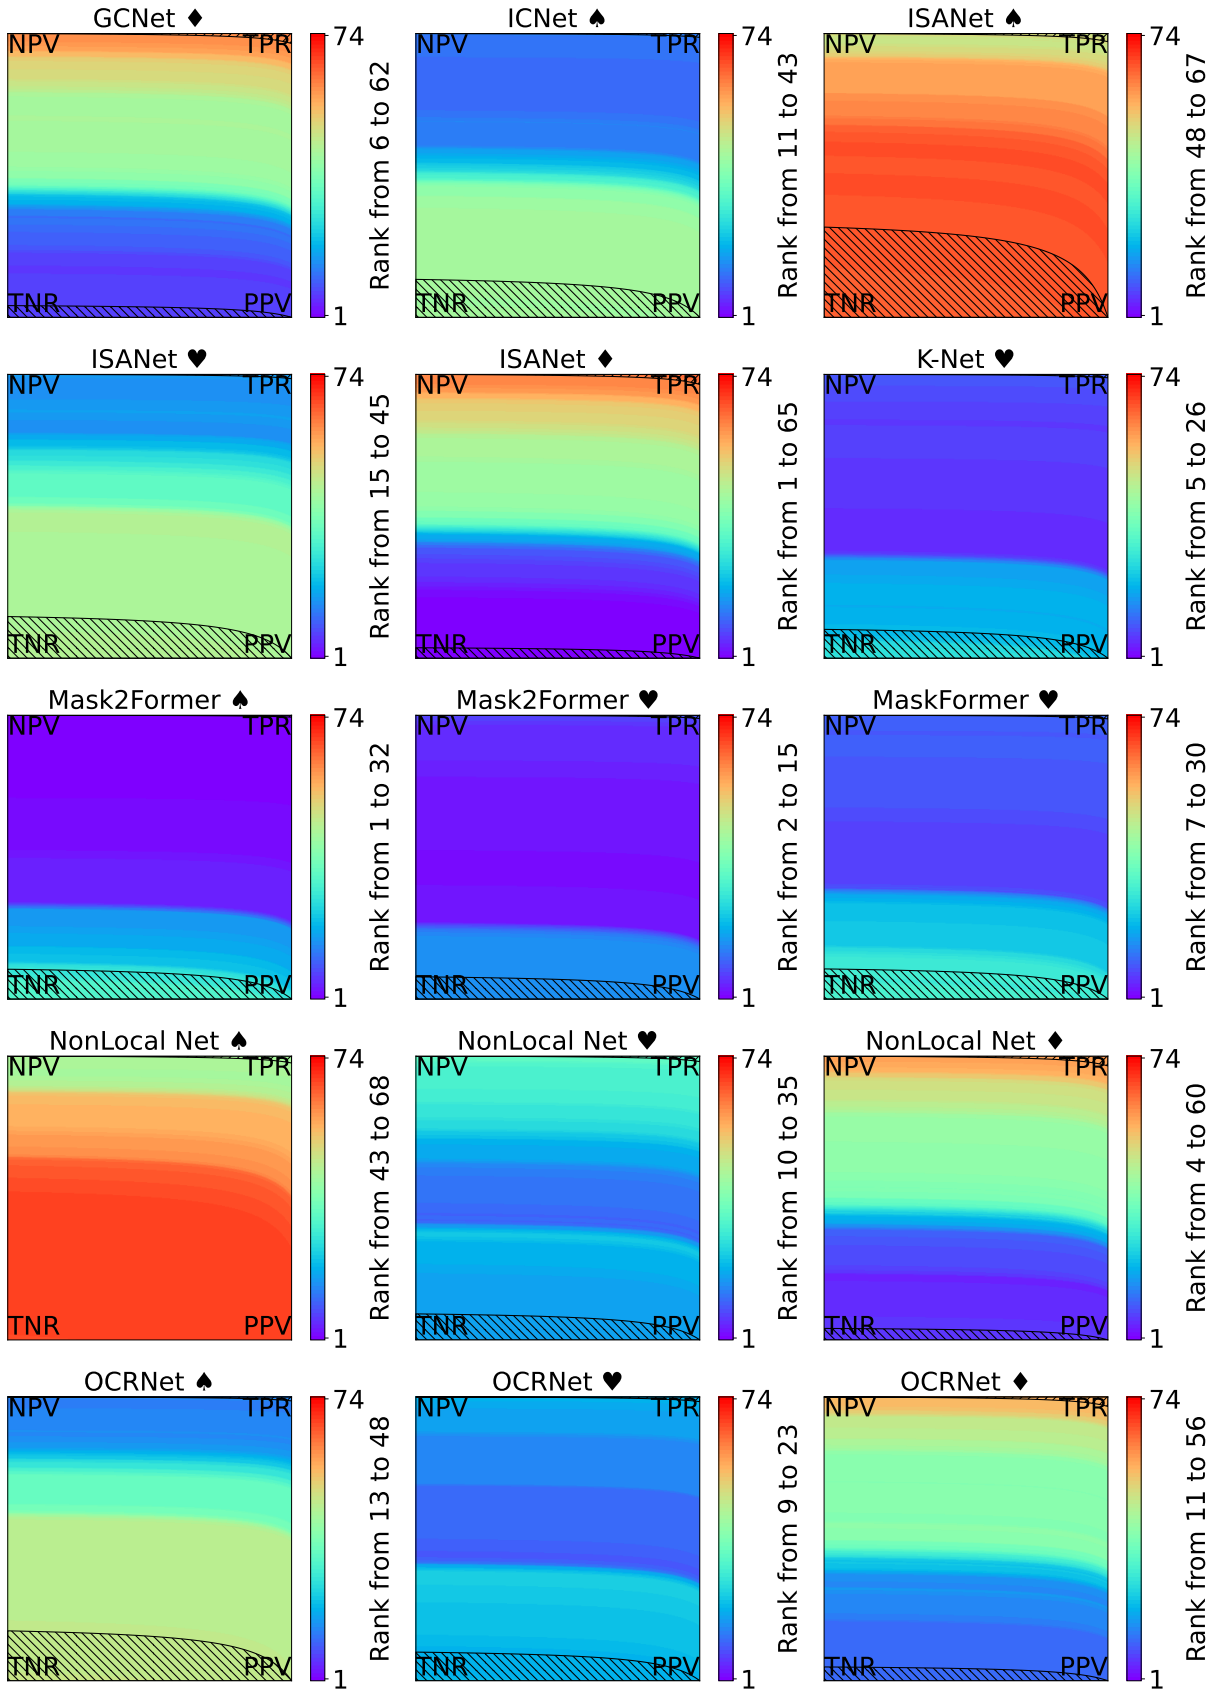 GCNet ♦
NPV TPR
TNR PPV
74
1
Rank from 6 to 62
ICNet ♠
NPV TPR
TNR PPV
74
1
Rank from 11 to 43
ISANet ♠
NPV TPR
TNR PPV
74
1
Rank from 48 to 67
ISANet ♥
NPV TPR
TNR PPV
74
1
Rank from 15 to 45
ISANet ♦
NPV TPR
TNR PPV
74
1
Rank from 1 to 65
K-Net ♥
NPV TPR
TNR PPV
74
1
Rank from 5 to 26
Mask2Former ♠
NPV TPR
TNR PPV
74
1
Rank from 1 to 32
Mask2Former ♥
NPV TPR
TNR PPV
74
1
Rank from 2 to 15
MaskFormer ♥
NPV TPR
TNR PPV
74
1
Rank from 7 to 30
NonLocal Net ♠
NPV TPR
TNR PPV
74
1
Rank from 43 to 68
NonLocal Net ♥
NPV TPR
TNR PPV
74
1
Rank from 10 to 35
NonLocal Net ♦
NPV TPR
TNR PPV
74
1
Rank from 4 to 60
OCRNet ♠
NPV TPR
TNR PPV
74
1
Rank from 13 to 48
OCRNet ♥
NPV TPR
TNR PPV
74
1
Rank from 9 to 23
OCRNet ♦
NPV TPR
TNR PPV
74
1
Rank from 11 to 56